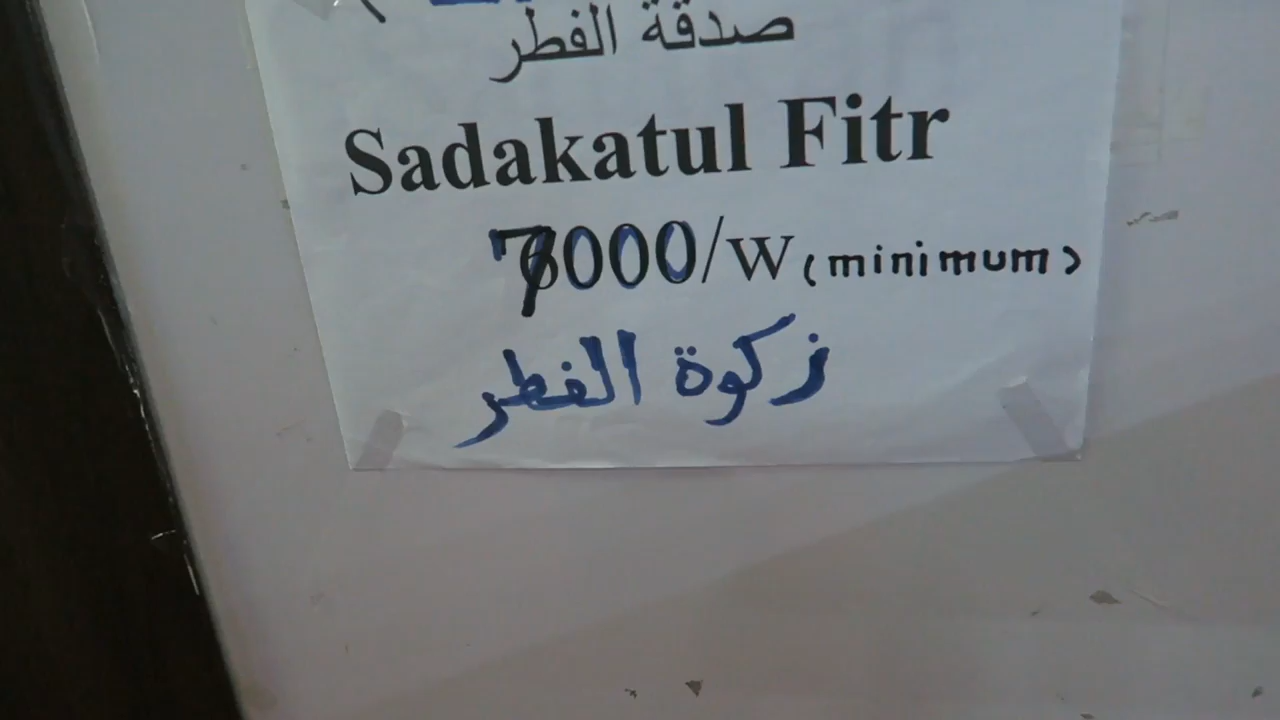 صدقة الفطر
Sadakatul Fitr
7000/W (minimum)
زكوة الفطر